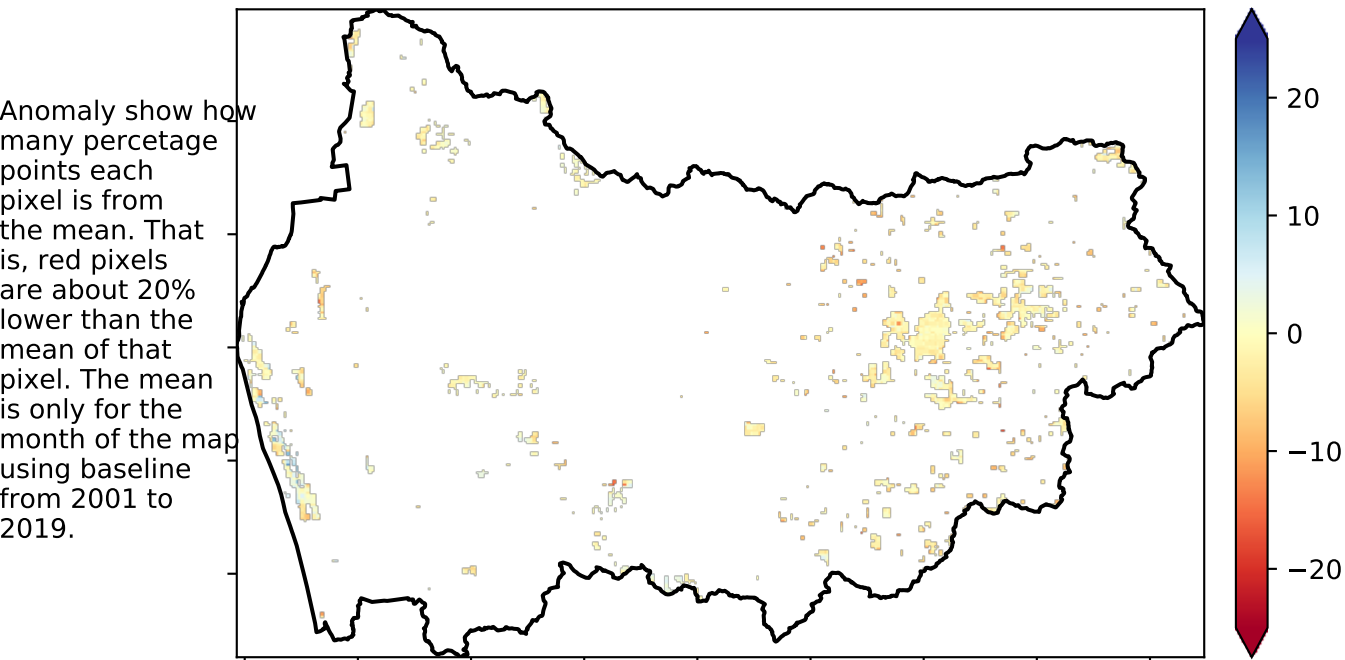 Anomaly show how
many percetage
points each
pixel is from
the mean. That
is, red pixels
are about 20%
lower than the
mean of that
pixel. The mean
is only for the
month of the map
using baseline
from 2001 to
2019.
20
10
0
−10
−20